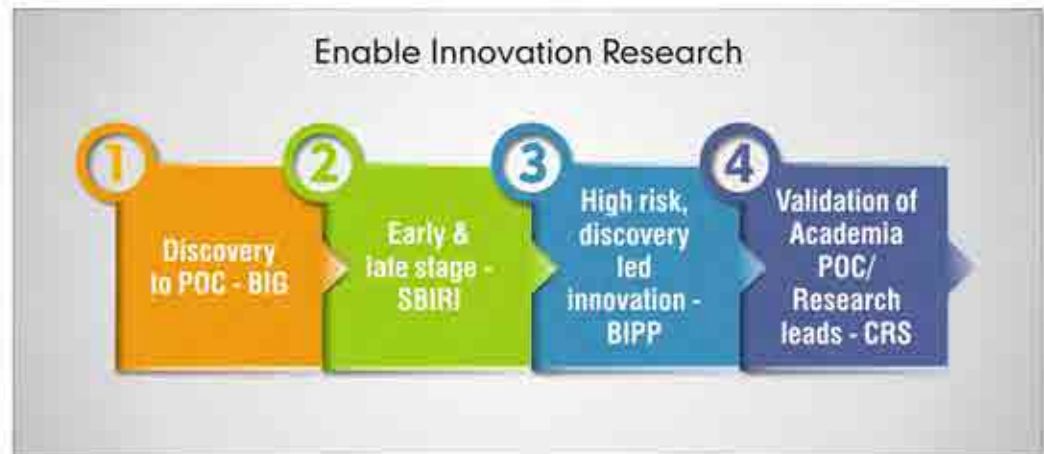 Enable Innovation Research
1
Discovery
to POC - BIG
2
Early &
late stage -
SBIRI
3
High risk,
discovery
led
innovation -
BIPP
4
Validation of
Academia
POC/
Research
leads - CRS